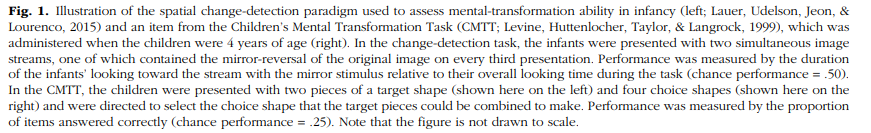 Fig. 1. Illustration of the spatial change-detection paradigm used to assess mental-transformation ability in infancy (left; Lauer, Udelson, Jeon, &
Lourenco, 2015) and an item from the Children's Mental Transformation Task (CMTT; Levine, Huttenlocher, Taylor, & Langrock, 1999), which was
administered when the children were 4 years of age (right). In the change-detection task, the infants were presented with two simultaneous image
streams, one of which contained the mirror-reversal of the original image on every third presentation. Performance was measured by the duration
of the infants' looking toward the stream with the mirror stimulus relative to their overall looking time during the task (chance performance = .50).
In the CMTT, the children were presented with two pieces of a target shape (shown here on the left) and four choice shapes (shown here on the
right) and were directed to select the choice shape that the target pieces could be combined to make. Performance was measured by the proportion
of items answered correctly (chance performance = .25). Note that the figure is not drawn to scale.